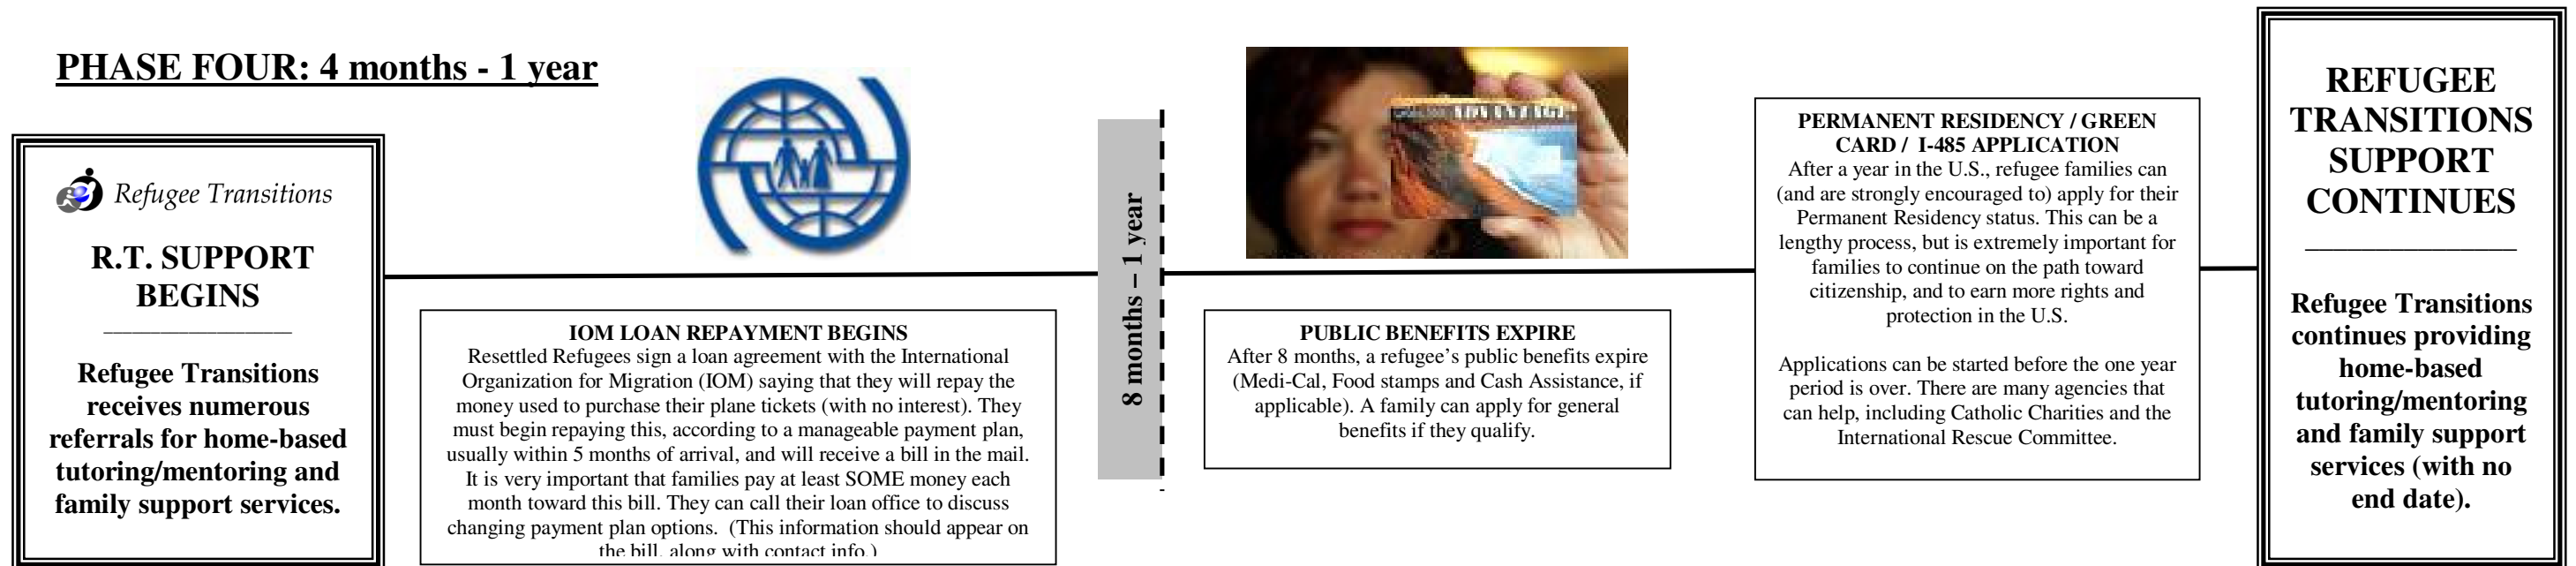 PHASE FOUR: 4 months - 1 year
Refugee Transitions
R.T. SUPPORT
BEGINS
Refugee Transitions
receives numerous
referrals for home-based
tutoring/mentoring and
family support services.
IOM LOAN REPAYMENT BEGINS
Resettled Refugees sign a loan agreement with the International
Organization for Migration (IOM) saying that they will repay the
money used to purchase their plane tickets (with no interest). They
must begin repaying this, according to a manageable payment plan,
usually within 5 months of arrival, and will receive a bill in the mail.
It is very important that families pay at least SOME money each
month toward this bill. They can call their loan office to discuss
changing payment plan options.  (This information should appear on
the bill, along with contact info.)
8 months – 1 year
PUBLIC BENEFITS EXPIRE
After 8 months, a refugee’s public benefits expire
(Medi-Cal, Food stamps and Cash Assistance, if
applicable). A family can apply for general
benefits if they qualify.
PERMANENT RESIDENCY / GREEN
CARD /  I-485 APPLICATION
After a year in the U.S., refugee families can
(and are strongly encouraged to) apply for their
Permanent Residency status. This can be a
lengthy process, but is extremely important for
families to continue on the path toward
citizenship, and to earn more rights and
protection in the U.S.
Applications can be started before the one year
period is over. There are many agencies that
can help, including Catholic Charities and the
International Rescue Committee.
REFUGEE
TRANSITIONS
SUPPORT
CONTINUES
Refugee Transitions
continues providing
home-based
tutoring/mentoring
and family support
services (with no
end date).